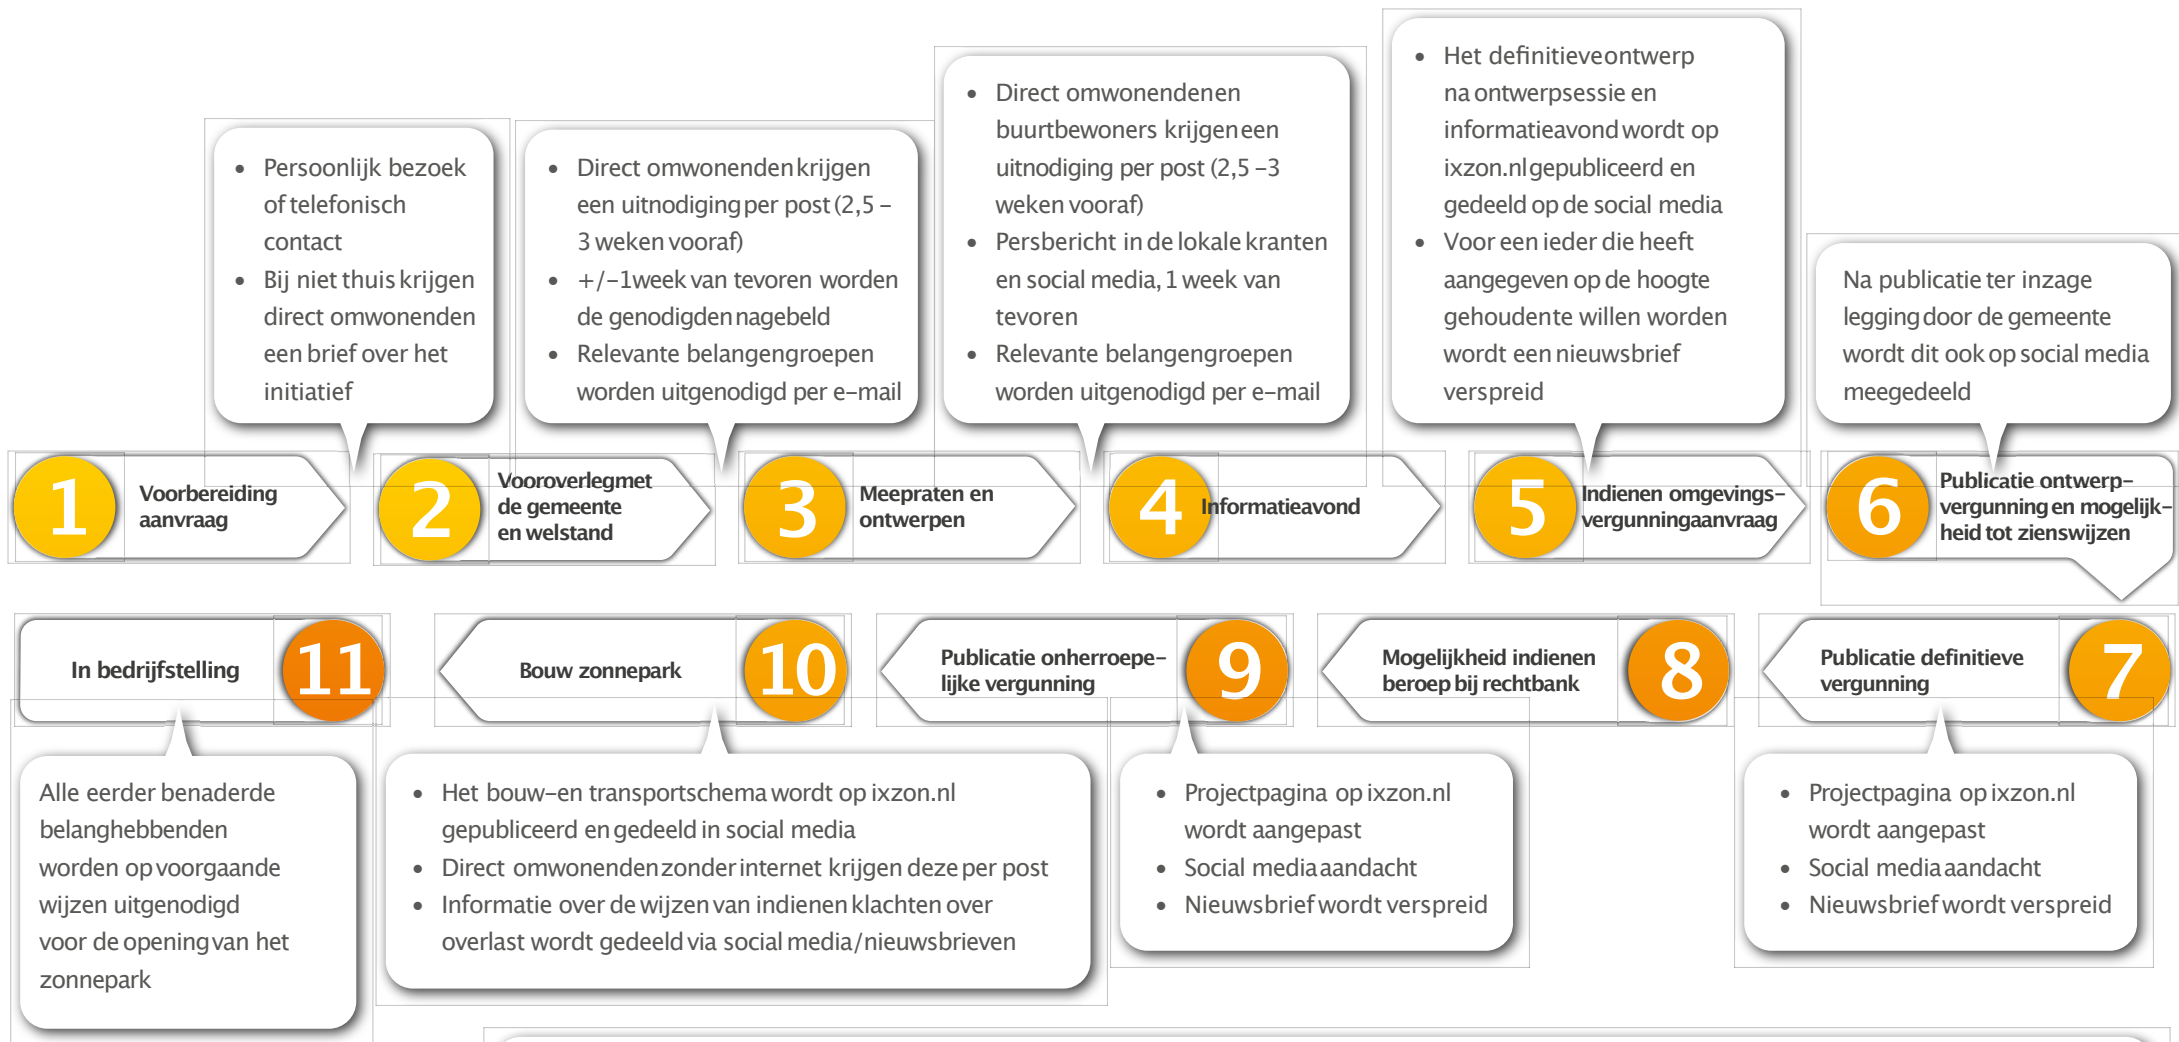 • Persoonlijk bezoek
of telefonisch
contact
• Bij niet thuis krijgen
direct omwonenden
een brief over het
initiatief
• Direct omwonenden krijgen
een uitnodiging per post (2,5 –
3 weken vooraf)
• +/-1week van tevoren worden
de genodigden nagebeld
• Relevante belangengroepen
worden uitgenodigd per e-mail
• Direct omwonenden en
buurtbewoners krijgen een
uitnodiging per post (2,5 –3
weken vooraf)
• Persbericht in de lokale kranten
en social media, 1 week van
tevoren
• Relevante belangengroepen
worden uitgenodigd per e-mail
• Het definitieve ontwerp
na ontwerpsessie en
informatieavond wordt op
ixzon.nl gepubliceerd en
gedeeld op de social media
• Voor een ieder die heeft
aangegeven op de hoogte
gehouden te willen worden
wordt een nieuwsbrief
verspreid
Na publicatie ter inzage
legging door de gemeente
wordt dit ook op social media
meegedeeld
1
Voorbereiding
aanvraag
2
Vooroverleg met
de gemeente
en welstand
3
Meepraten en
ontwerpen
4
Informatieavond
5
Indienen omgevings-
vergunningaanvraag
6
Publicatie ontwerp-
vergunning en mogelijk-
heid tot zienswijzen
7
Publicatie definitieve
vergunning
8
Mogelijkheid indienen
beroep bij rechtbank
9
Publicatie onherroepe-
lijke vergunning
10
Bouw zonnepark
11
In bedrijfstelling
Alle eerder benaderde
belanghebbenden
worden op voorgaande
wijzen uitgenodigd
voor de opening van het
zonnepark
• Het bouw-en transportschema wordt op ixzon.nl
gepubliceerd en gedeeld in social media
• Direct omwonenden zonder internet krijgen deze per post
• Informatie over de wijzen van indienen klachten over
overlast wordt gedeeld via social media/nieuwsbrieven
• Projectpagina op ixzon.nl
wordt aangepast
• Social media aandacht
• Nieuwsbrief wordt verspreid
• Projectpagina op ixzon.nl
wordt aangepast
• Social media aandacht
• Nieuwsbrief wordt verspreid